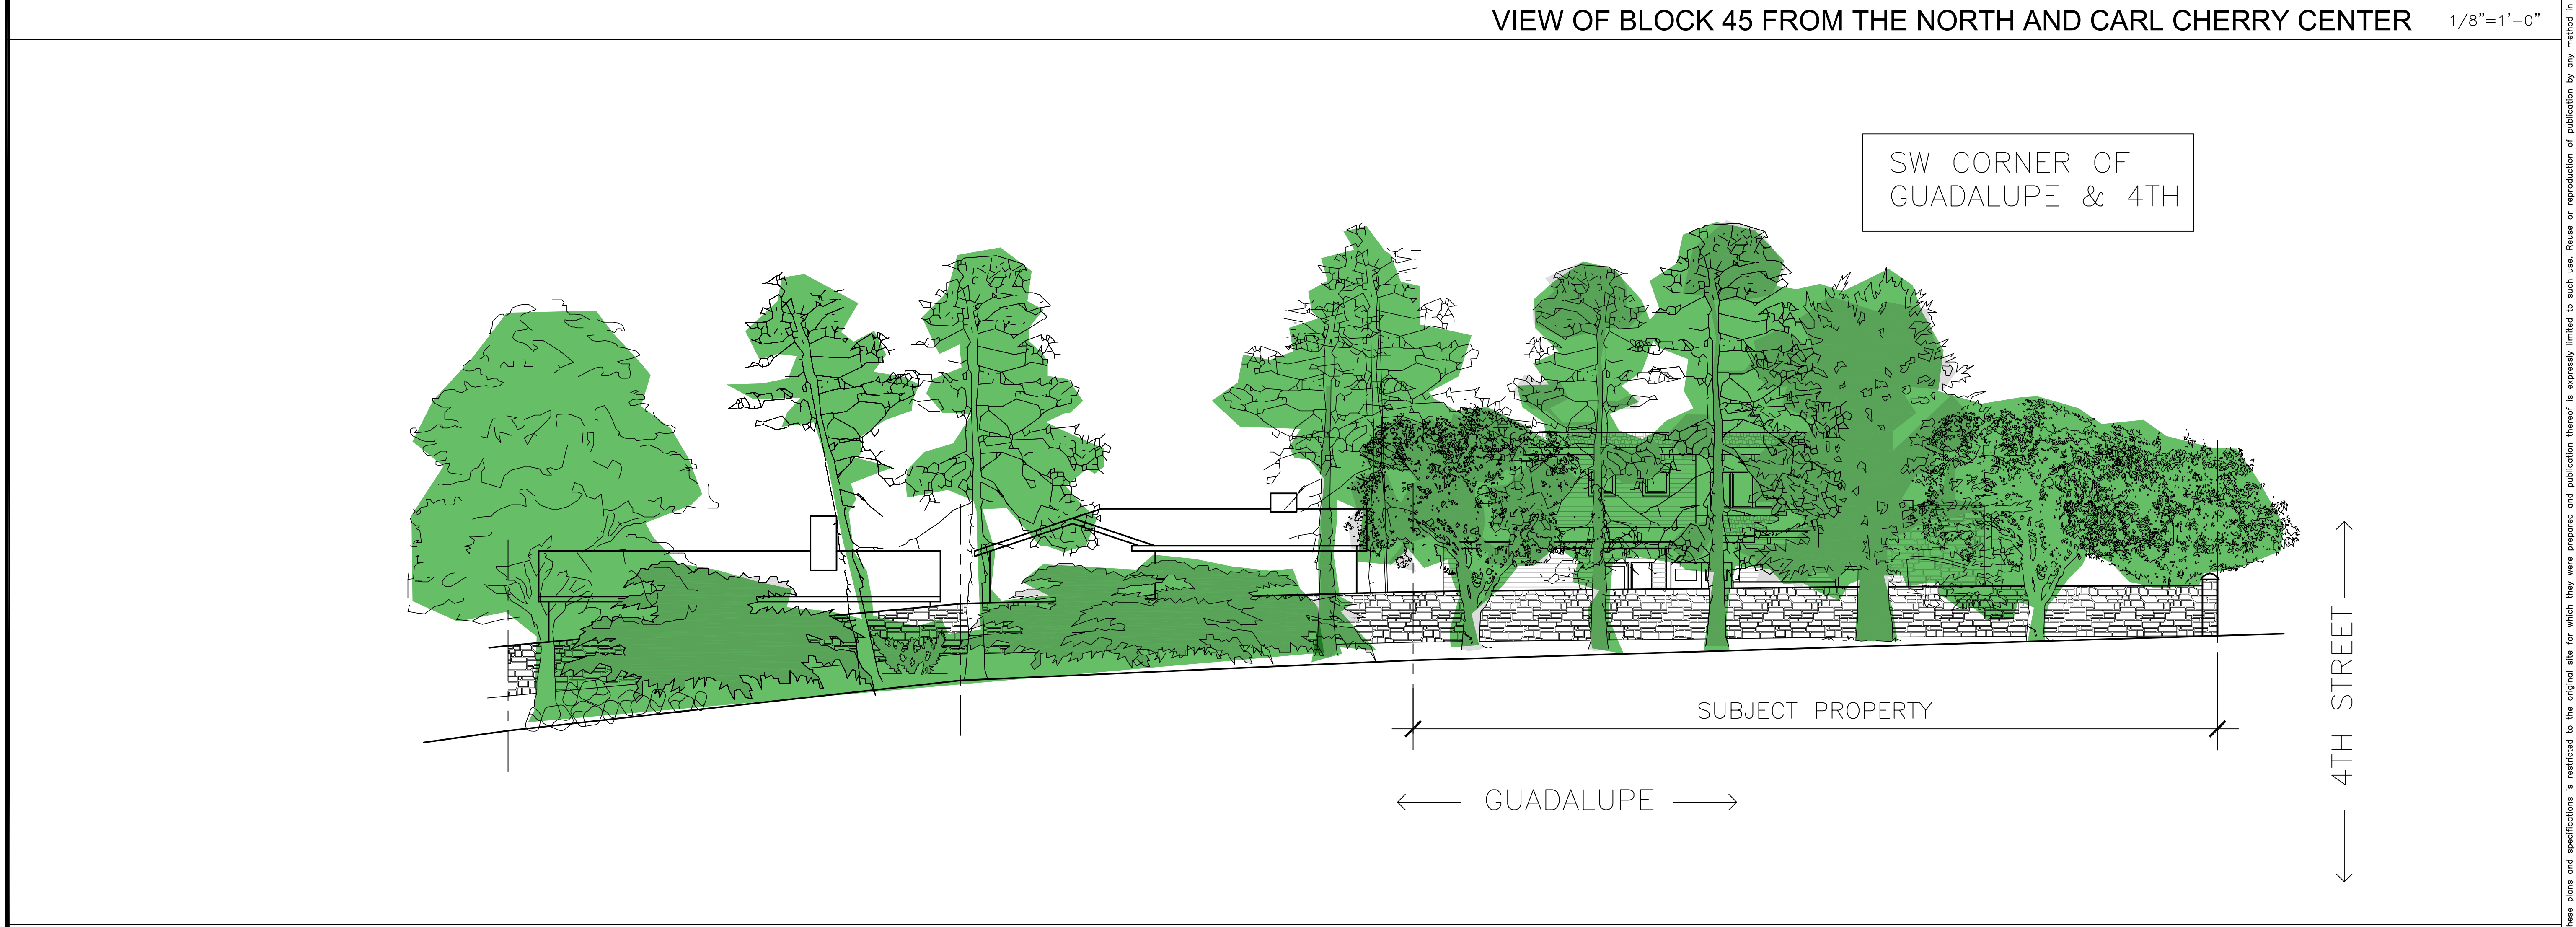 VIEW OF BLOCK 45 FROM THE NORTH AND CARL CHERRY CENTER
1/8"=1'-0"
SW CORNER OF
GUADALUPE & 4TH
SUBJECT PROPERTY
GUADALUPE
4TH STREET
hese plans and specifications is restricted to the original site for which they were prepared and publication thereof is expressly limited to such use. Reuse or reproduction of publication by any method in